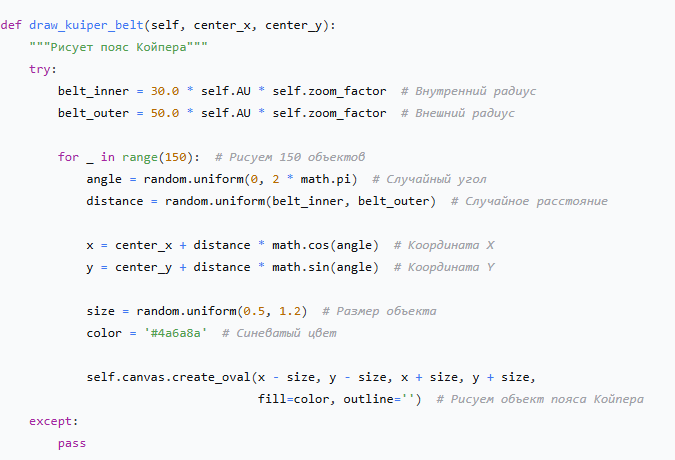 def draw_kuiper_belt(self, center_x, center_y):
    """Рисует пояс Койпера"""
    try:
        belt_inner = 30.0 * self.AU * self.zoom_factor  # Внутренний радиус
        belt_outer = 50.0 * self.AU * self.zoom_factor  # Внешний радиус

        for _ in range(150):  # Рисуем 150 объектов
            angle = random.uniform(0, 2 * math.pi)  # Случайный угол
            distance = random.uniform(belt_inner, belt_outer)  # Случайное расстояние

            x = center_x + distance * math.cos(angle)  # Координата X
            y = center_y + distance * math.sin(angle)  # Координата Y

            size = random.uniform(0.5, 1.2)  # Размер объекта
            color = '#4a6a8a'  # Синеватый цвет

            self.canvas.create_oval(x - size, y - size, x + size, y + size,
                                    fill=color, outline='')  # Рисуем объект пояса Койпера
    except:
        pass